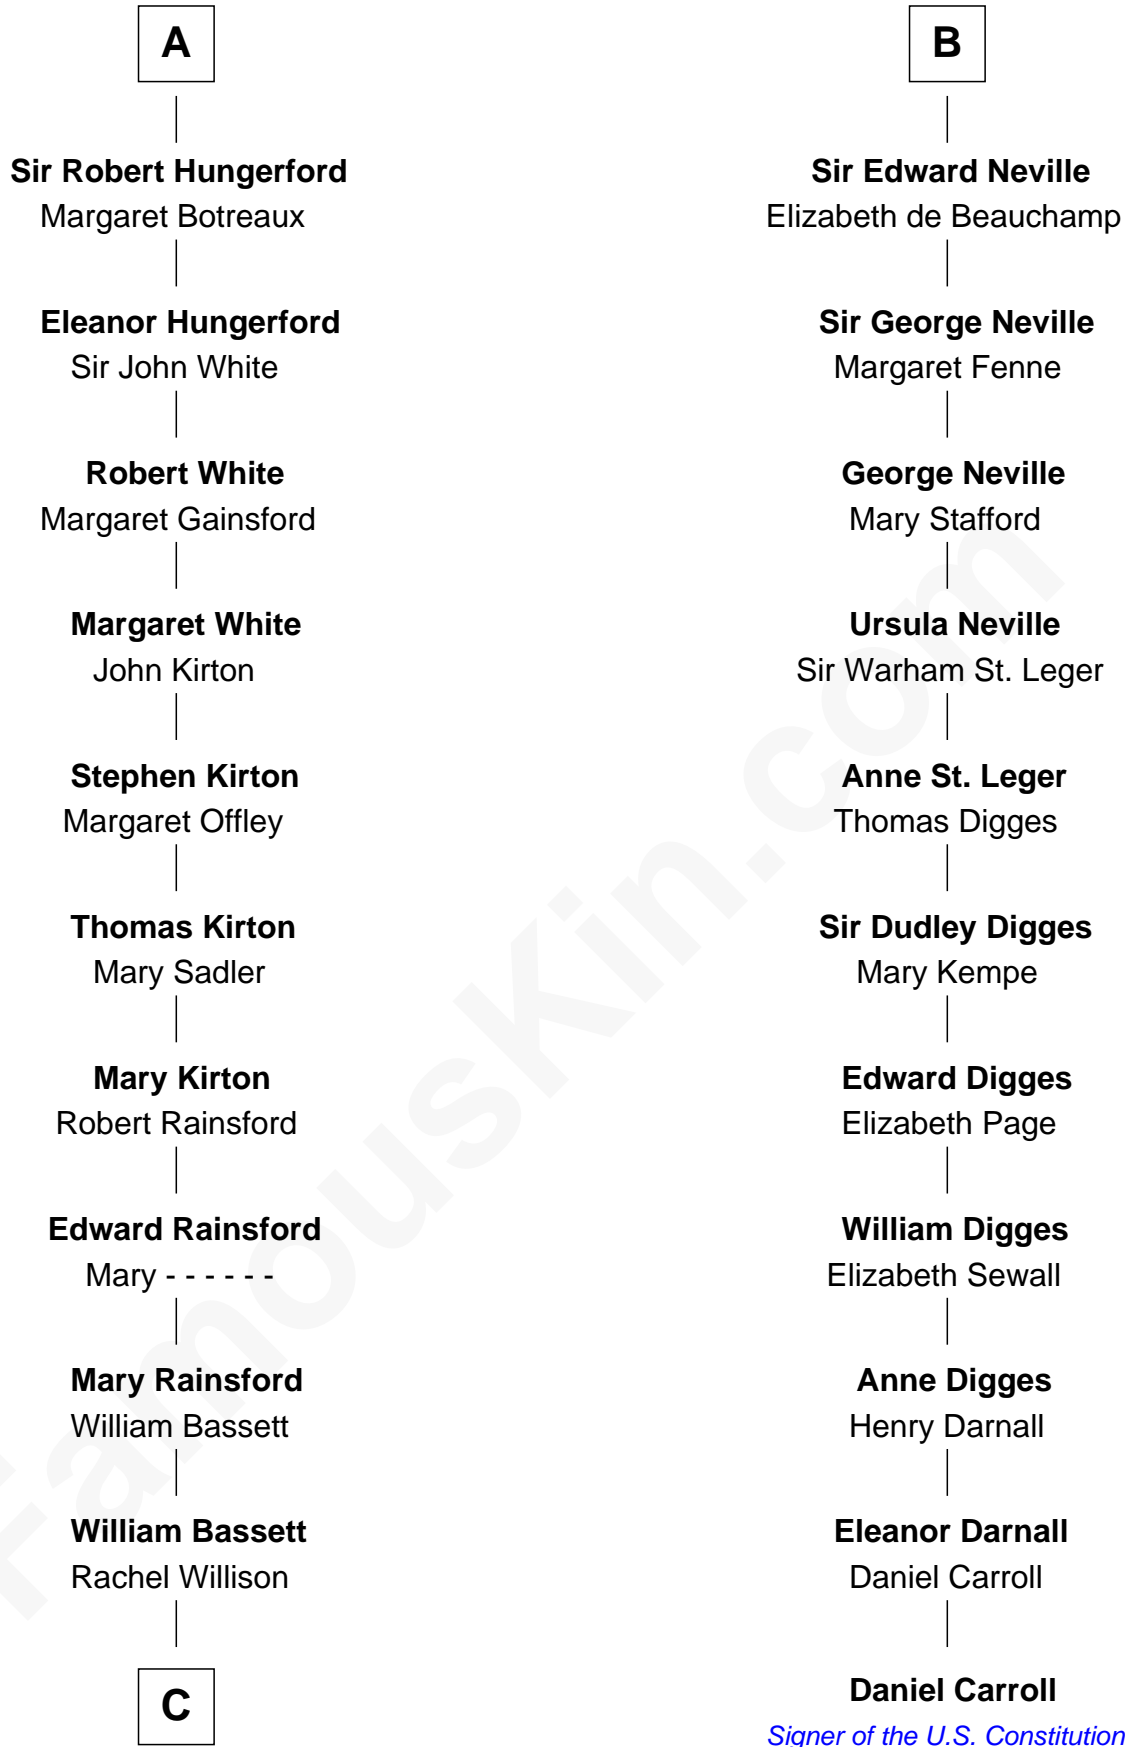 A
Sir Robert Hungerford
Margaret Botreaux
Eleanor Hungerford
Sir John White
Robert White
Margaret Gainsford
Margaret White
John Kirton
Stephen Kirton
Margaret Offley
Thomas Kirton
Mary Sadler
Mary Kirton
Robert Rainsford
Edward Rainsford
Mary - - - - - -
Mary Rainsford
William Bassett
William Bassett
Rachel Willison
C
B
Sir Edward Neville
Elizabeth de Beauchamp
Sir George Neville
Margaret Fenne
George Neville
Mary Stafford
Ursula Neville
Sir Warham St. Leger
Anne St. Leger
Thomas Digges
Sir Dudley Digges
Mary Kempe
Edward Digges
Elizabeth Page
William Digges
Elizabeth Sewall
Anne Digges
Henry Darnall
Eleanor Darnall
Daniel Carroll
Daniel Carroll
Signer of the U.S. Constitution
FamousKin.com